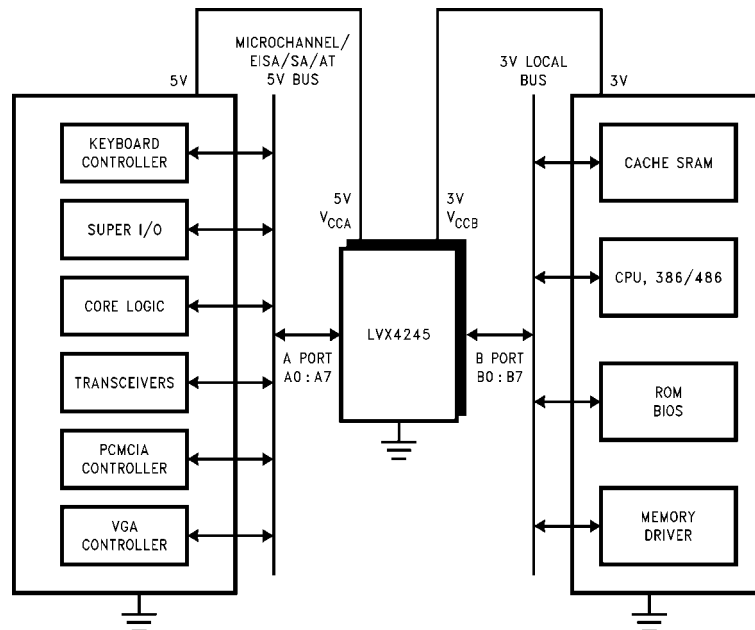 MICROCHANNEL/
EISA/SA/AT
5V BUS
5V
3V LOCAL
BUS
3V
KEYBOARD
CONTROLLER
SUPER I/O
CORE LOGIC
TRANSCEIVERS
PCMCIA
CONTROLLER
VGA
CONTROLLER
5V
VCCA
3V
VCCB
LVX4245
A PORT
A0:A7
B PORT
B0:B7
CACHE SRAM
CPU, 386/486
ROM
BIOS
MEMORY
DRIVER